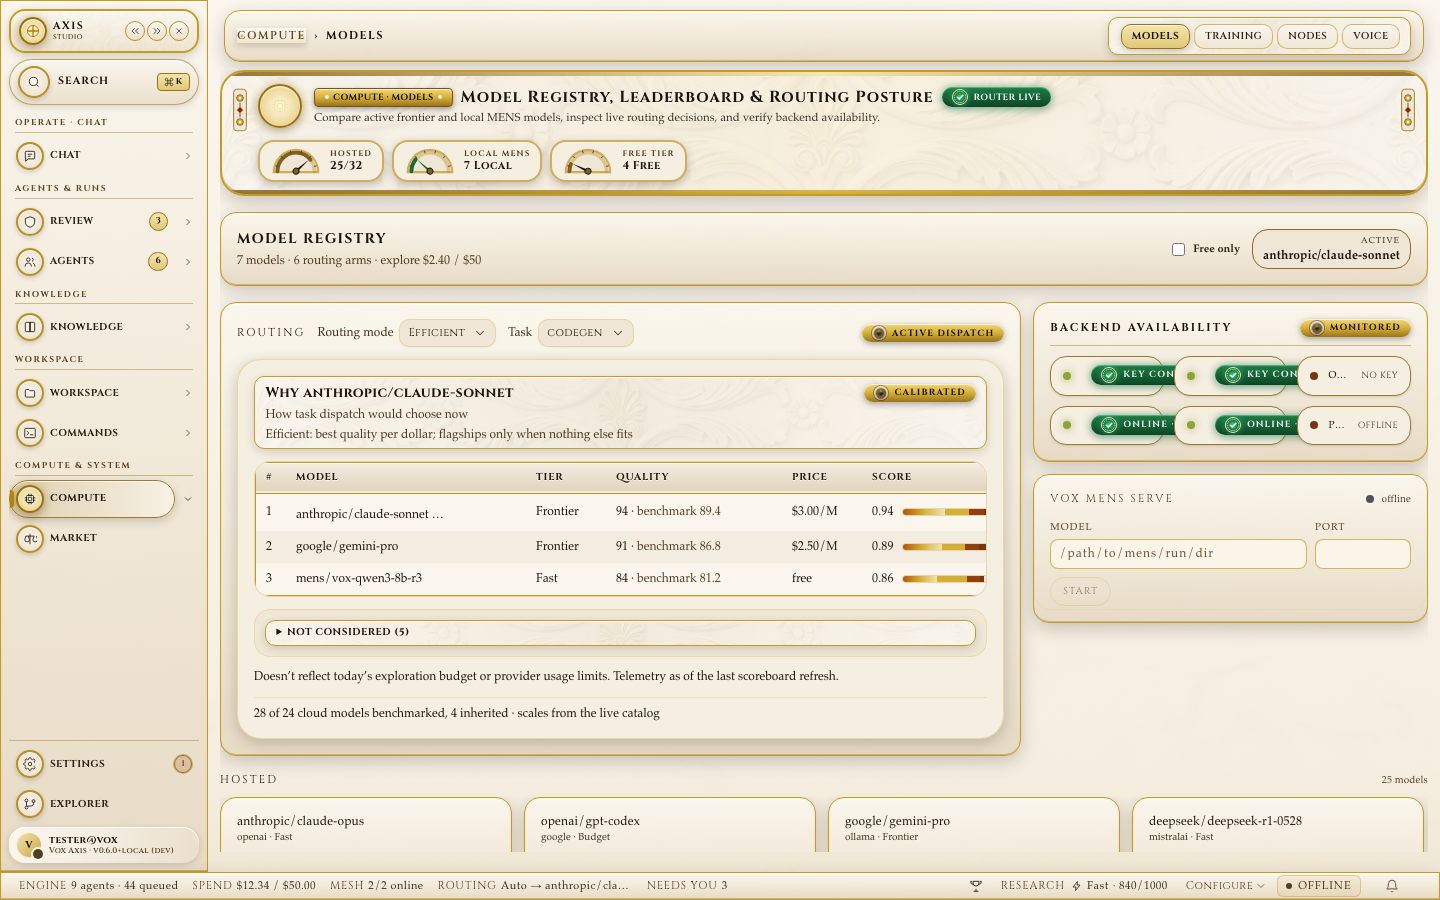 AXIS
STUDIO
SEARCH
⌘K
OPERATE · CHAT
CHAT
AGENTS & RUNS
REVIEW 3
AGENTS 6
KNOWLEDGE
KNOWLEDGE
WORKSPACE
WORKSPACE
COMMANDS
COMPUTE & SYSTEM
COMPUTE
MARKET
SETTINGS 1
EXPLORER
V
TESTER@VOX
VOX AXIS · V0.6.0+LOCAL (DEV)
COMPUTE › MODELS
MODELS TRAINING NODES VOICE
COMPUTE · MODELS
MODEL REGISTRY, LEADERBOARD & ROUTING POSTURE
ROUTER LIVE
Compare active frontier and local MENS models, inspect live routing decisions, and verify backend availability.
HOSTED
25/32
LOCAL MENS
7 LOCAL
FREE TIER
4 FREE
MODEL REGISTRY
7 models · 6 routing arms · explore $2.40 / $50
Free only
ACTIVE
anthropic/claude-sonnet
ROUTING Routing mode EFFICIENT Task CODEGEN
ACTIVE DISPATCH
WHY ANTHROPIC/CLAUDE-SONNET
CALIBRATED
How task dispatch would choose now
Efficient: best quality per dollar; flagships only when nothing else fits
# MODEL TIER QUALITY PRICE SCORE
1 anthropic/claude-sonnet … Frontier 94 · benchmark 89.4 $3.00/M 0.94
2 google/gemini-pro Frontier 91 · benchmark 86.8 $2.50/M 0.89
3 mens/vox-qwen3-8b-r3 Fast 84 · benchmark 81.2 free 0.86
▶ NOT CONSIDERED (5)
Doesn't reflect today's exploration budget or provider usage limits. Telemetry as of the last scoreboard refresh.
28 of 24 cloud models benchmarked, 4 inherited · scales from the live catalog
BACKEND AVAILABILITY
MONITORED
KEY CON KEY CON O... NO KEY
ONLINE · ONLINE · P... OFFLINE
VOX MENS SERVE
offline
MODEL PORT
/path/to/mens/run/dir
START
HOSTED
25 models
anthropic/claude-opus
openai · Fast
openai/gpt-codex
google · Budget
google/gemini-pro
ollama · Frontier
deepseek/deepseek-r1-0528
mistralai · Fast
ENGINE 9 agents · 44 queued SPEND $12.34 / $50.00 MESH 2/2 online ROUTING Auto → anthropic/cla... NEEDS YOU 3
RESEARCH Fast · 840/1000 CONFIGURE OFFLINE